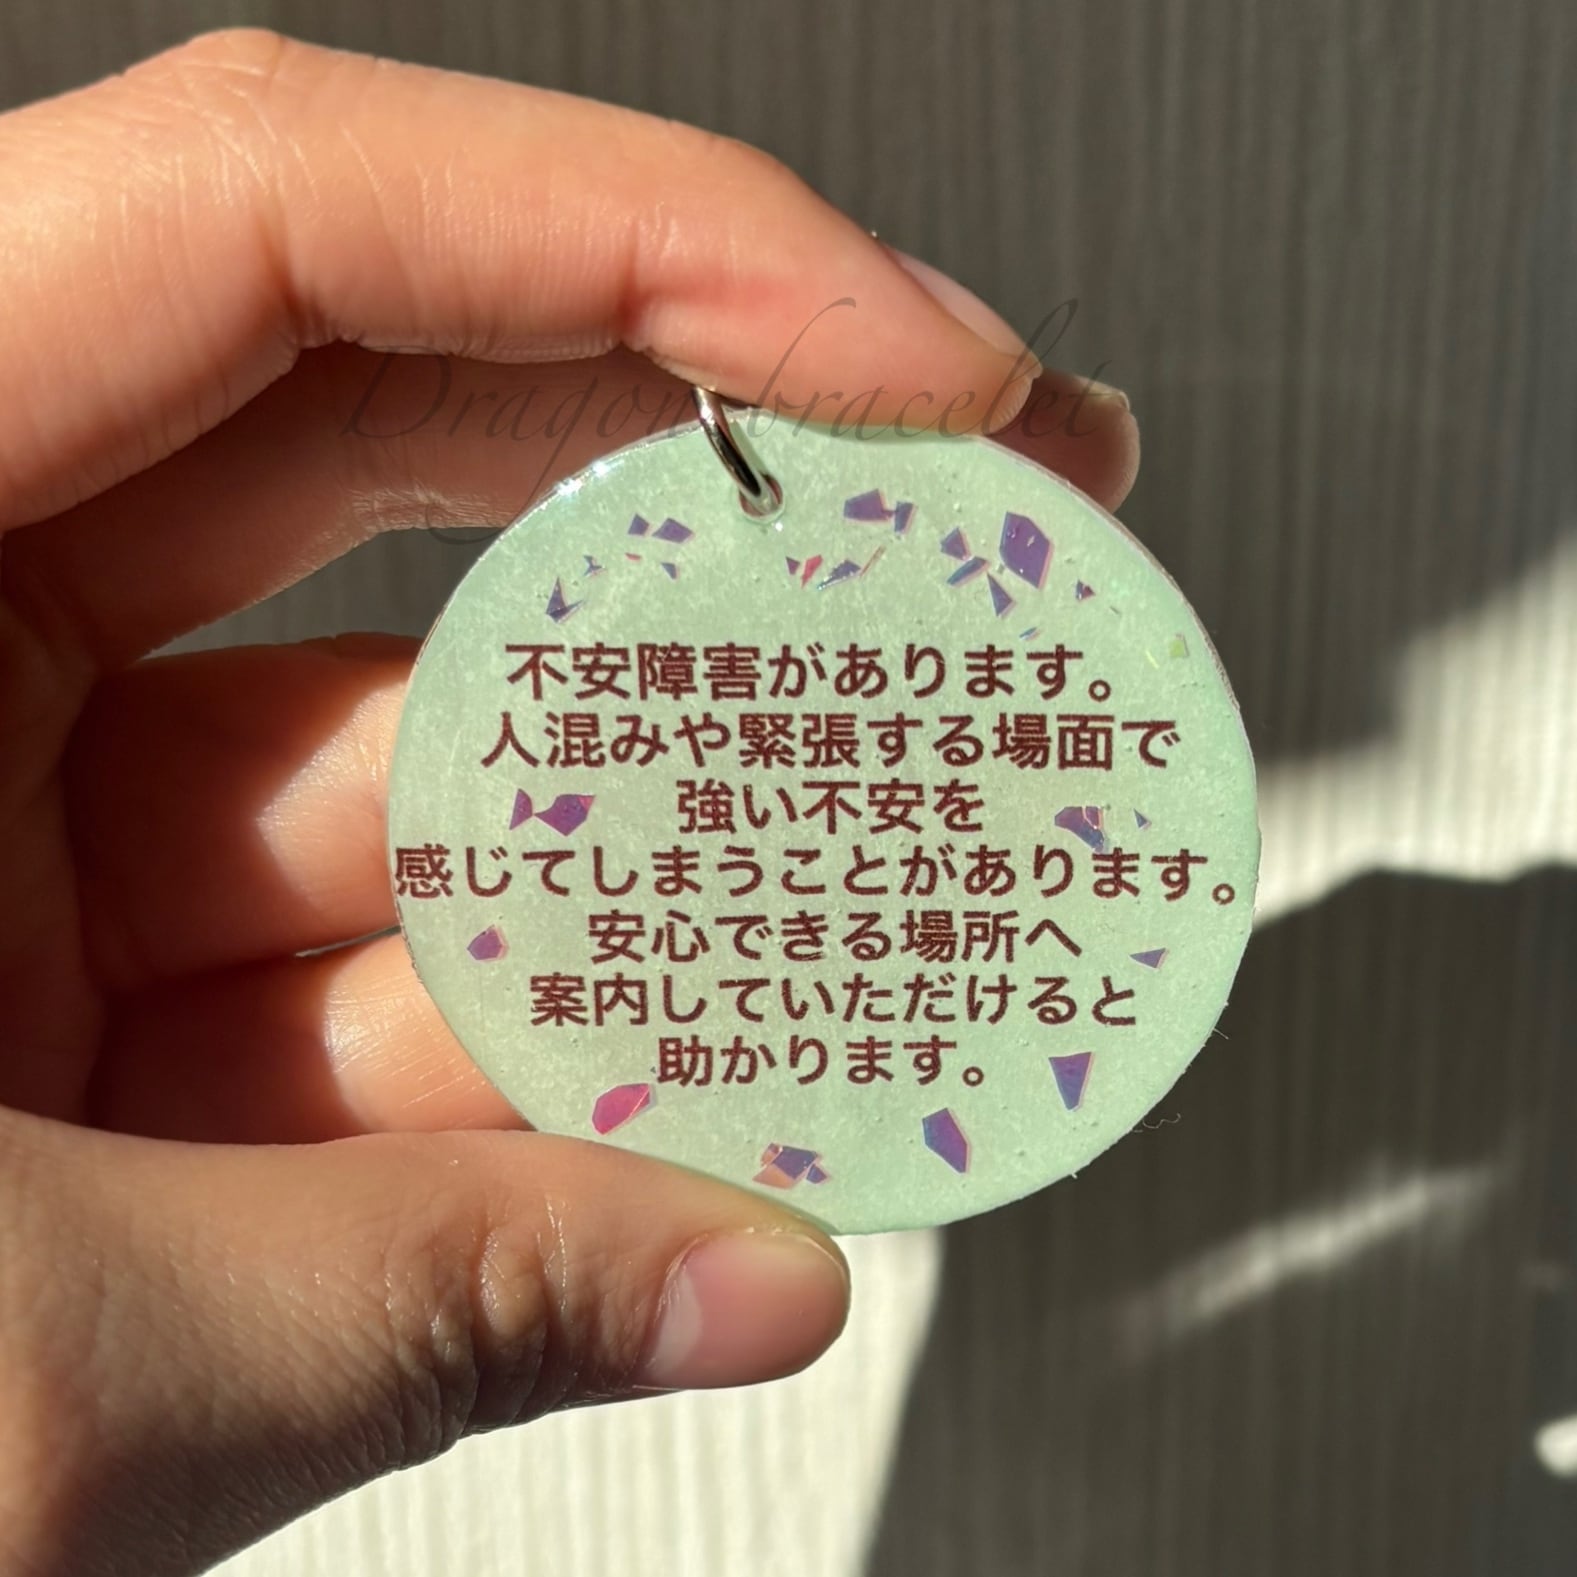 Dragon bracelet
不安障害があります。
人混みや緊張する場面で
強い不安を
感じてしまうことがあります。
安心できる場所へ
案内していただけると
助かります。